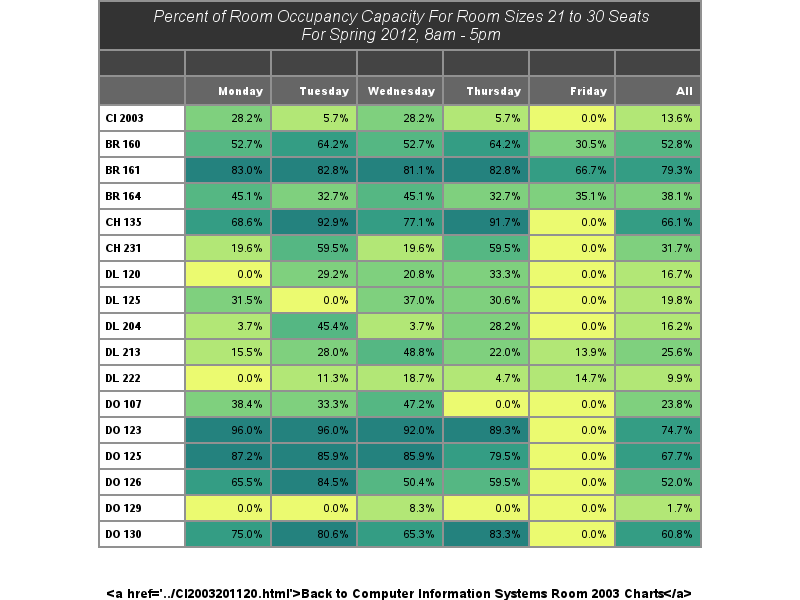 Percent of Room Occupancy Capacity For Room Sizes 21 to 30 Seats
For Spring 2012, 8am - 5pm
Monday Tuesday Wednesday Thursday Friday All
CI 2003 28.2% 5.7% 28.2% 5.7% 0.0% 13.6%
BR 160 52.7% 64.2% 52.7% 64.2% 30.5% 52.8%
BR 161 83.0% 82.8% 81.1% 82.8% 66.7% 79.3%
BR 164 45.1% 32.7% 45.1% 32.7% 35.1% 38.1%
CH 135 68.6% 92.9% 77.1% 91.7% 0.0% 66.1%
CH 231 19.6% 59.5% 19.6% 59.5% 0.0% 31.7%
DL 120 0.0% 29.2% 20.8% 33.3% 0.0% 16.7%
DL 125 31.5% 0.0% 37.0% 30.6% 0.0% 19.8%
DL 204 3.7% 45.4% 3.7% 28.2% 0.0% 16.2%
DL 213 15.5% 28.0% 48.8% 22.0% 13.9% 25.6%
DL 222 0.0% 11.3% 18.7% 4.7% 14.7% 9.9%
DO 107 38.4% 33.3% 47.2% 0.0% 0.0% 23.8%
DO 123 96.0% 96.0% 92.0% 89.3% 0.0% 74.7%
DO 125 87.2% 85.9% 85.9% 79.5% 0.0% 67.7%
DO 126 65.5% 84.5% 50.4% 59.5% 0.0% 52.0%
DO 129 0.0% 0.0% 8.3% 0.0% 0.0% 1.7%
DO 130 75.0% 80.6% 65.3% 83.3% 0.0% 60.8%
<a href='../CI2003201120.html'>Back to Computer Information Systems Room 2003 Charts</a>